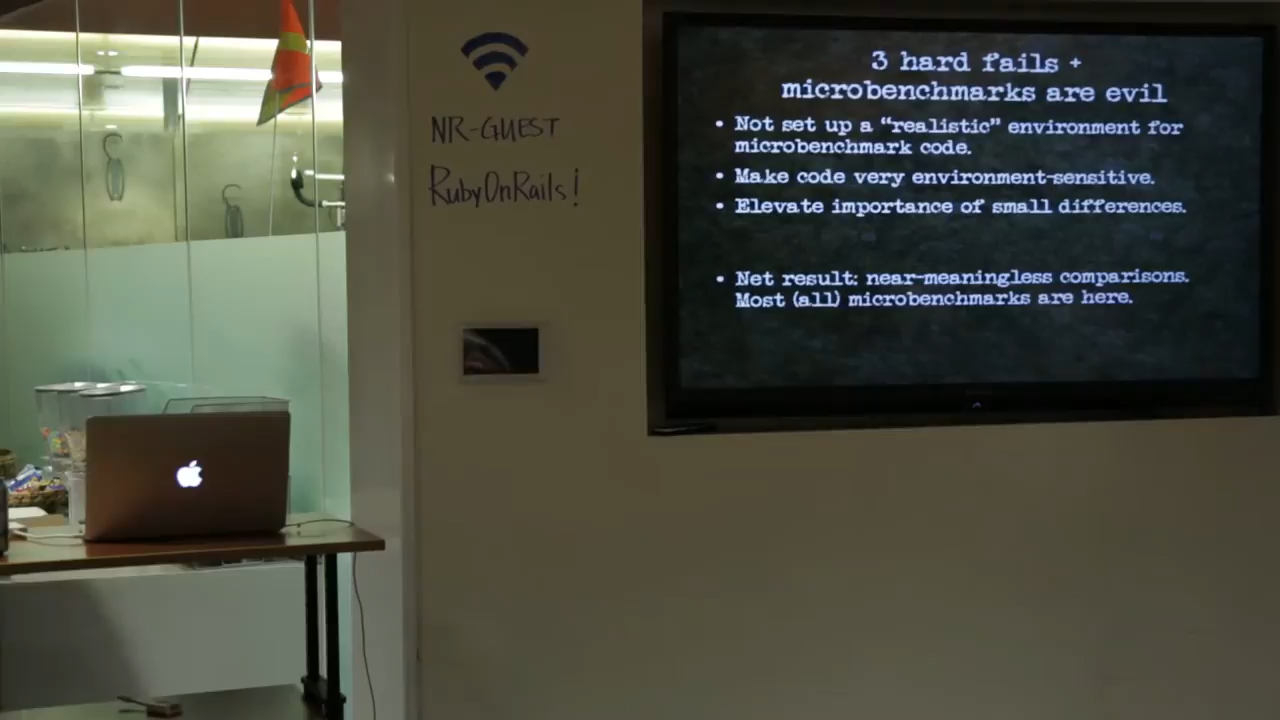 NR-GUEST
RubyOnRails!
3 hard fails +
microbenchmarks are evil
• Not set up a “realistic” environment for
microbenchmark code.
• Make code very environment-sensitive.
• Elevate importance of small differences.
• Net result: near-meaningless comparisons.
Most (all) microbenchmarks are here.